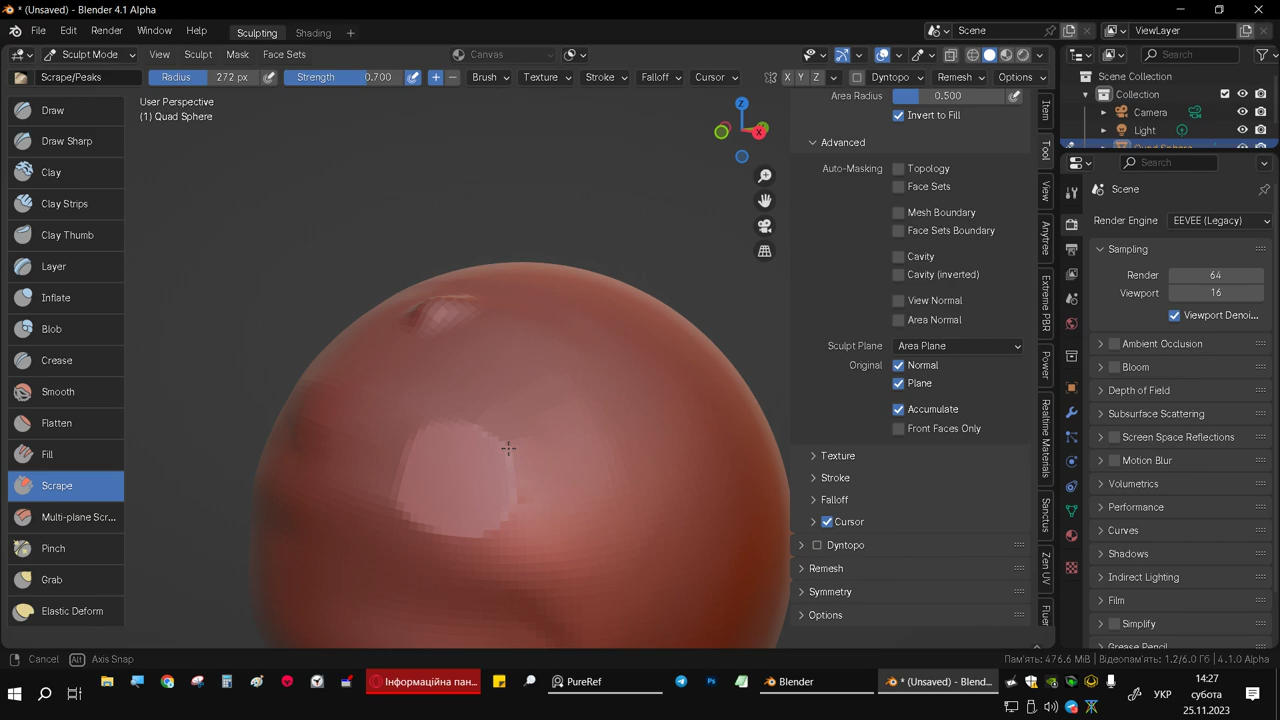 * (Unsaved) - Blender 4.1 Alpha
File Edit Render Window Help Sculpting Shading + Scene ViewLayer
Sculpt Mode View Sculpt Mask Face Sets Canvas Search
Scrape/Peaks Radius 272 px Strength 0.700 Brush Texture Stroke Falloff Cursor X Y Z Dyntopo Remesh Options
Scene Collection
Collection
Camera
Light
Quad Sphere
User Perspective
(1) Quad Sphere
Z
X
Draw
Draw Sharp
Clay
Clay Strips
Clay Thumb
Layer
Inflate
Blob
Crease
Smooth
Flatten
Fill
Scrape
Multi-plane Scr...
Pinch
Grab
Elastic Deform
Area Radius 0.500
Invert to Fill
Advanced
Auto-Masking Topology
Face Sets
Mesh Boundary
Face Sets Boundary
Cavity
Cavity (inverted)
View Normal
Area Normal
Sculpt Plane Area Plane
Original Normal
Plane
Accumulate
Front Faces Only
Texture
Stroke
Falloff
Cursor
Dyntopo
Remesh
Symmetry
Options
Item
Tool
View
Anytree
Extreme PBR
Power
Realtime Materials
Sanctus
Zen UV
Fluer
Search
Scene
Render Engine EEVEE (Legacy)
Sampling
Render 64
Viewport 16
Viewport Denoi...
Ambient Occlusion
Bloom
Depth of Field
Subsurface Scattering
Screen Space Reflections
Motion Blur
Volumetrics
Performance
Curves
Shadows
Indirect Lighting
Film
Simplify
Grease Pencil
Cancel Alt Axis Snap
Пам'ять: 476.6 MiB | Відеопам'ять: 1.2/6.0 Гб | 4.1.0 Alpha
Інформаційна пан... PureRef Blender * (Unsaved) - Blend...
УКР
14:27
субота
25.11.2023